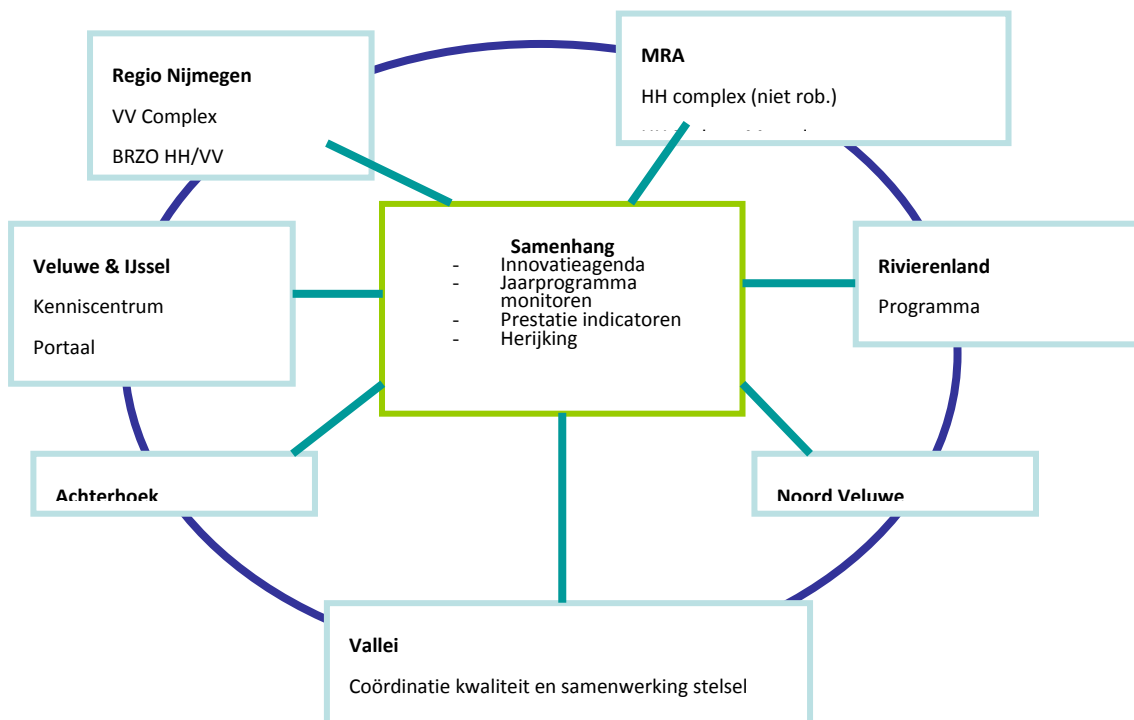 Regio Nijmegen
VV Complex
BRZO HH/VV
MRA
HH complex (niet rob.)
Veluwe & IJssel
Kenniscentrum
Portaal
Samenhang
- Innovatieagenda
- Jaarprogramma
monitoren
- Prestatie indicatoren
- Herijking
Rivierenland
Programma
Achterhoek
Noord Veluwe
Vallei
Coördinatie kwaliteit en samenwerking stelsel